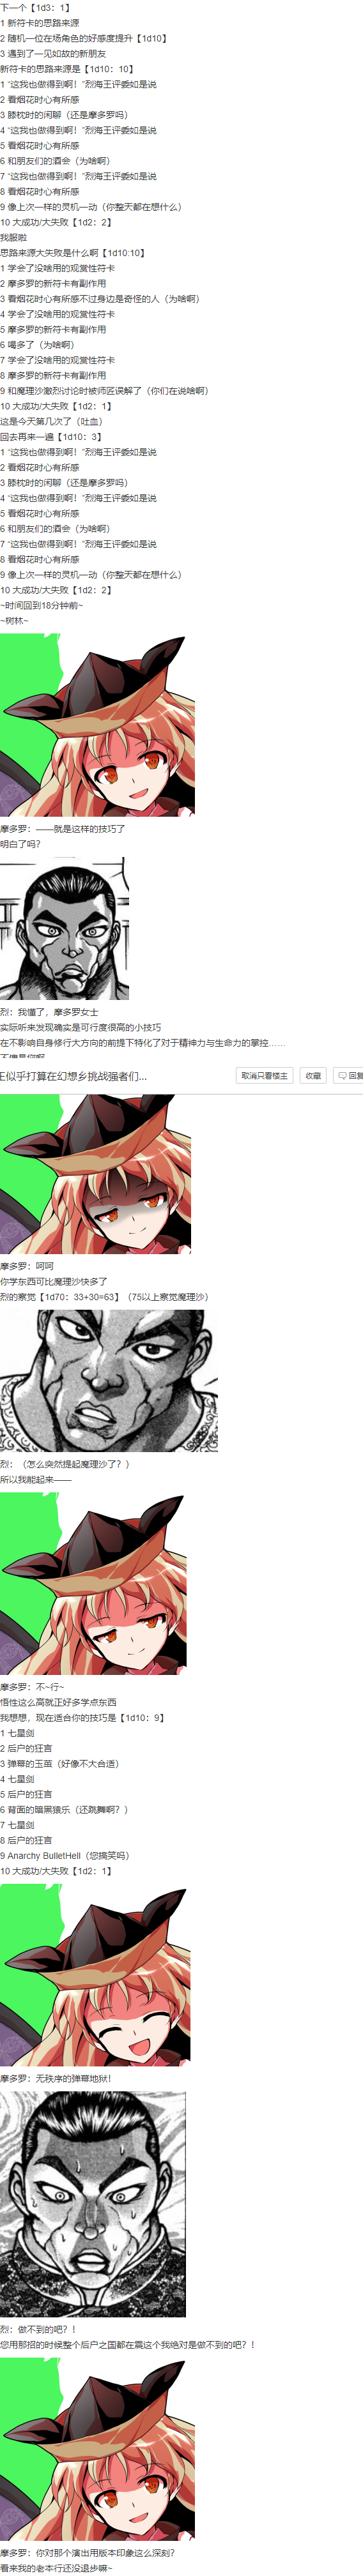 下一个【1d3：1】
1 新符卡的思路来源
2 随机一位在场角色的好感度提升【1d10】
3 遇到了一见如故的新朋友
新符卡的思路来源是【1d10：10】
1 “这我也做得到啊！”烈海王评委如是说
2 看烟花时心有所感
3 膝枕时的闲聊（还是摩多罗吗）
4 “这我也做得到啊！”烈海王评委如是说
5 看烟花时心有所感
6 和朋友们的酒会（为啥啊）
7 “这我也做得到啊！”烈海王评委如是说
8 看烟花时心有所感
9 像上次一样的灵机一动（你整天都在想什么）
10 大成功/大失败【1d2：2】
我服啦
思路来源大失败是什么啊【1d10:10】
1 学会了没啥用的观赏性符卡
2 摩多罗的新符卡有副作用
3 看烟花时心有所感不过身边是奇怪的人（为啥啊）
4 学会了没啥用的观赏性符卡
5 摩多罗的新符卡有副作用
6 喝多了（为啥啊）
7 学会了没啥用的观赏性符卡
8 摩多罗的新符卡有副作用
9 和魔理沙激烈讨论时被师匠误解了（你们在说啥啊）
10 大成功/大失败【1d2：1】
这是今天第几次了（吐血）
回去再来一遍【1d10：3】
1 “这我也做得到啊！”烈海王评委如是说
2 看烟花时心有所感
3 膝枕时的闲聊（还是摩多罗吗）
4 “这我也做得到啊！”烈海王评委如是说
5 看烟花时心有所感
6 和朋友们的酒会（为啥啊）
7 “这我也做得到啊！”烈海王评委如是说
8 看烟花时心有所感
9 像上次一样的灵机一动（你整天都在想什么）
10 大成功/大失败【1d2：2】
~时间回到18分钟前~
~树林~
摩多罗：——就是这样的技巧了
明白了吗？
烈：我懂了，摩多罗女士
实际听来发现确实是可行度很高的小技巧
在不影响自身修行大方向的前提下特化了对于精神力与生命力的掌控……
王似乎打算在幻想乡挑战强者们...
取消只看楼主
收藏
回复
摩多罗：呵呵
你学东西可比魔理沙快多了
烈的察觉【1d70：33+30=63】（75以上察觉魔理沙）
烈：（怎么突然提起魔理沙了？）
所以我能起来——
摩多罗：不~行~
悟性这么高就正好多学点东西
我想想，现在适合你的技巧是【1d10：9】
1 七星剑
2 后户的狂言
3 弹幕的玉茧（好像不大合适）
4 七星剑
5 后户的狂言
6 背面的暗黑猿乐（还跳舞啊？）
7 七星剑
8 后户的狂言
9 Anarchy BulletHell（您搞笑吗）
10 大成功/大失败【1d2：1】
摩多罗：无秩序的弹幕地狱！
烈：做不到的吧？！
您用那招的时候整个后户之国都在震这个我绝对是做不到的吧？！
摩多罗：你对那个演出用版本印象这么深刻？
看来我的老本行还没退步嘛~